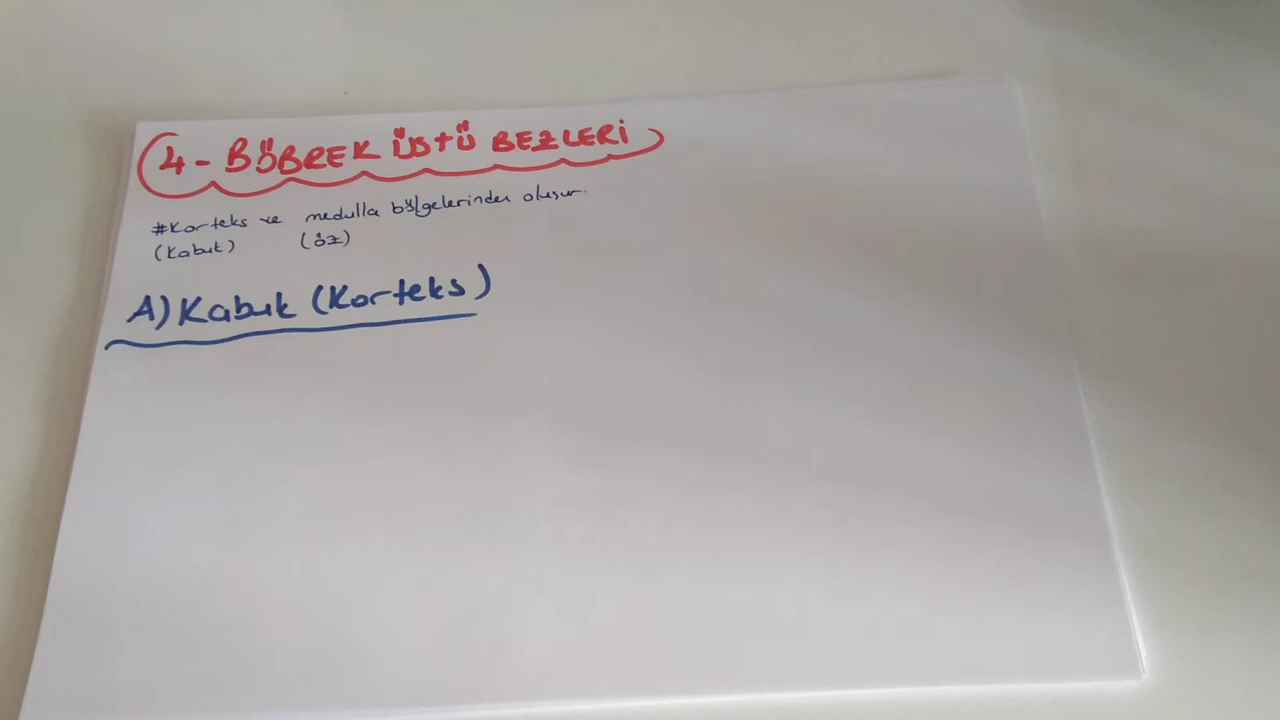 4- BÖBREK ÜSTÜ BEZLERİ
#Korteks ve medulla bölgelerinden oluşur.
(Kabuk) (öz)
A) Kabuk (Korteks)